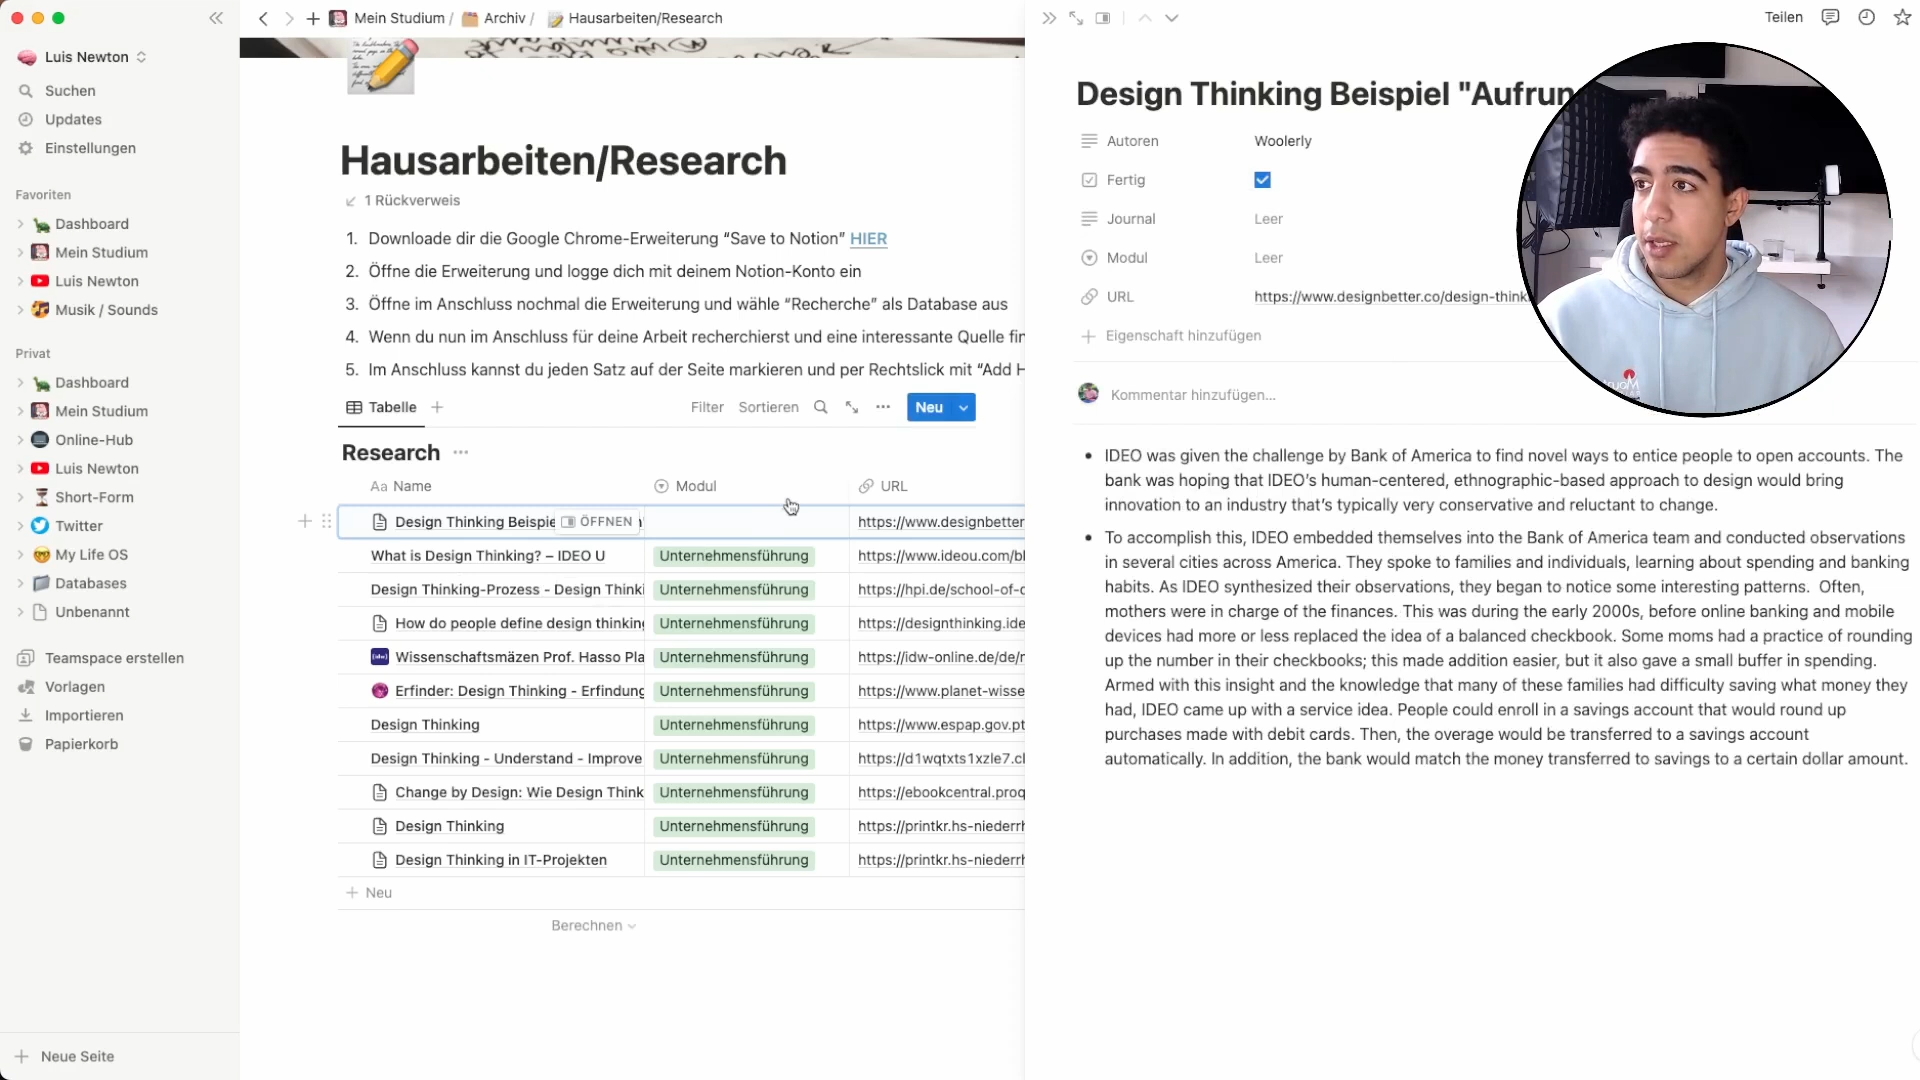 Luis Newton
Suchen
Updates
Einstellungen
Favoriten
Dashboard
Mein Studium
Luis Newton
Musik / Sounds
Privat
Dashboard
Mein Studium
Online-Hub
Luis Newton
Short-Form
Twitter
My Life OS
Databases
Unbenannt
Teamspace erstellen
Vorlagen
Importieren
Papierkorb
Neue Seite
Mein Studium / Archiv / Hausarbeiten/Research
Hausarbeiten/Research
1 Rückverweis
1. Downloade dir die Google Chrome-Erweiterung “Save to Notion” HIER
2. Öffne die Erweiterung und logge dich mit deinem Notion-Konto ein
3. Öffne im Anschluss nochmal die Erweiterung und wähle “Recherche” als Database aus
4. Wenn du nun im Anschluss für deine Arbeit recherchierst und eine interessante Quelle fin
5. Im Anschluss kannst du jeden Satz auf der Seite markieren und per Rechtslick mit “Add H
Tabelle Filter Sortieren Neu
Research
Aa Name Modul URL
Design Thinking Beispie ÖFFNEN https://www.designbetter
What is Design Thinking? – IDEO U Unternehmensführung https://www.ideou.com/bl
Design Thinking-Prozess - Design Thinki Unternehmensführung https://hpi.de/school-of-d
How do people define design thinking Unternehmensführung https://designthinking.ide
Wissenschaftsmäzen Prof. Hasso Pla Unternehmensführung https://idw-online.de/de/n
Erfinder: Design Thinking - Erfindung Unternehmensführung https://www.planet-wisse
Design Thinking Unternehmensführung https://www.espap.gov.pt
Design Thinking - Understand - Improve Unternehmensführung https://d1wqtxts1xzle7.cl
Change by Design: Wie Design Think Unternehmensführung https://ebookcentral.proq
Design Thinking Unternehmensführung https://printkr.hs-niederrh
Design Thinking in IT-Projekten Unternehmensführung https://printkr.hs-niederrh
Neu
Berechnen
Teilen
Design Thinking Beispiel "Aufrun
Autoren Woolerly
Fertig
Journal Leer
Modul Leer
URL https://www.designbetter.co/design-think
Eigenschaft hinzufügen
Kommentar hinzufügen...
IDEO was given the challenge by Bank of America to find novel ways to entice people to open accounts. The
bank was hoping that IDEO’s human-centered, ethnographic-based approach to design would bring
innovation to an industry that’s typically very conservative and reluctant to change.
To accomplish this, IDEO embedded themselves into the Bank of America team and conducted observations
in several cities across America. They spoke to families and individuals, learning about spending and banking
habits. As IDEO synthesized their observations, they began to notice some interesting patterns. Often,
mothers were in charge of the finances. This was during the early 2000s, before online banking and mobile
devices had more or less replaced the idea of a balanced checkbook. Some moms had a practice of rounding
up the number in their checkbooks; this made addition easier, but it also gave a small buffer in spending.
Armed with this insight and the knowledge that many of these families had difficulty saving what money they
had, IDEO came up with a service idea. People could enroll in a savings account that would round up
purchases made with debit cards. Then, the overage would be transferred to a savings account
automatically. In addition, the bank would match the money transferred to savings to a certain dollar amount.